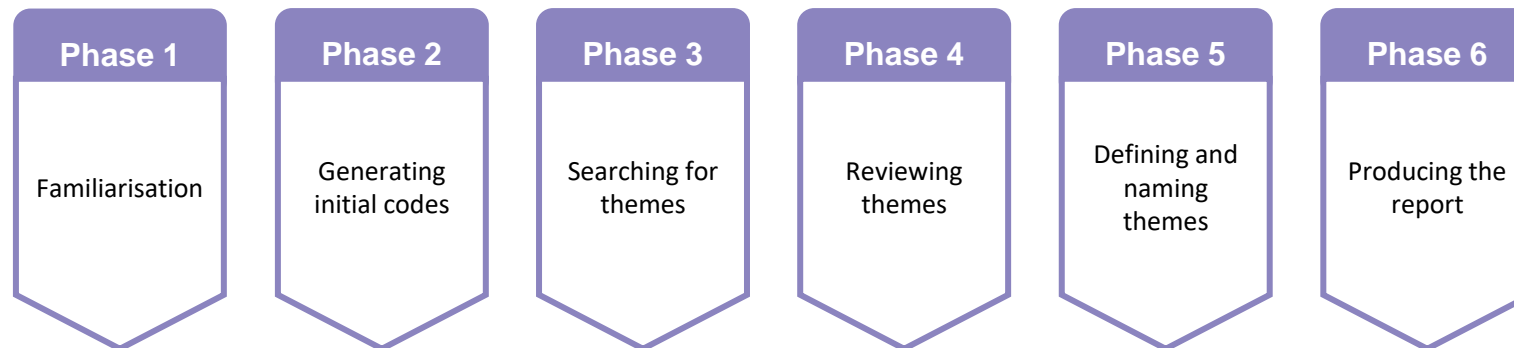 Phase 1
Familiarisation
Phase 2
Generating
initial codes
Phase 3
Searching for
themes
Phase 4
Reviewing
themes
Phase 5
Defining and
naming
themes
Phase 6
Producing the
report